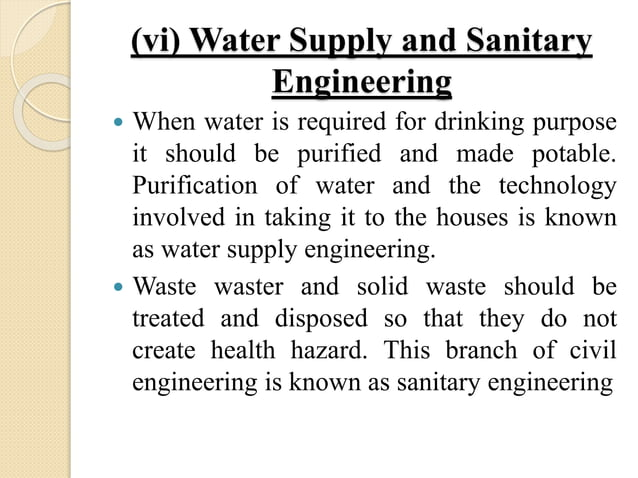 (vi) Water Supply and Sanitary
Engineering
• When water is required for drinking purpose
it should be purified and made potable.
Purification of water and the technology
involved in taking it to the houses is known
as water supply engineering.
• Waste waster and solid waste should be
treated and disposed so that they do not
create health hazard. This branch of civil
engineering is known as sanitary engineering